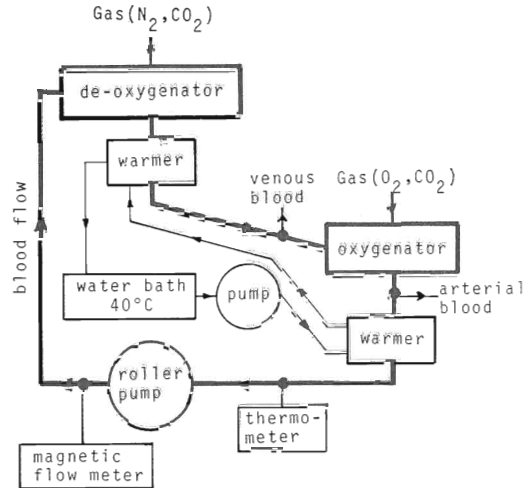 Gas(N₂,CO₂)
de-oxygenator
warmer
venous
blood
Gas(O₂,CO₂)
blood flow
oxygenator
water bath
40°C
pump
arterial
blood
warmer
roller
pump
thermo-
meter
magnetic
flow meter